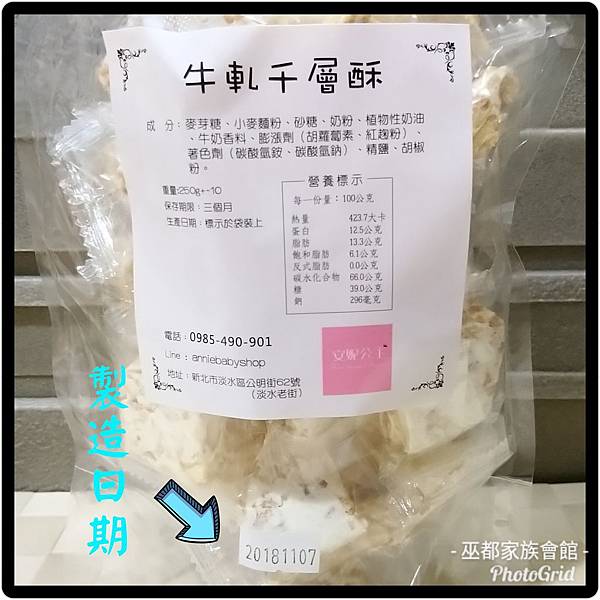 牛軋千層酥
成 分:麥芽糖、小麥麵粉、砂糖、奶粉、植物性奶油
、牛奶香料、膨漲劑(胡蘿蔔素、紅麴粉)、
著色劑(碳酸氫銨、碳酸氫鈉)、精鹽、胡椒
粉。
重量:250g+-10
保存期限:三個月
生產日期:標示於袋裝上
營養標示
每一份量:100公克
熱量 423.7大卡
蛋白 12.5公克
脂肪 13.3公克
飽和脂肪 6.1公克
反式脂肪 0.0公克
碳水化合物 66.0公克
糖 39.0公克
鈉 296毫克
電話:0985-490-901
Line:anniebabyshop
地址:新北市淡水區公明街62號
(淡水老街)
安妮公主
製造日期
20181107
- 巫都家族會館 -
PhotoGrid